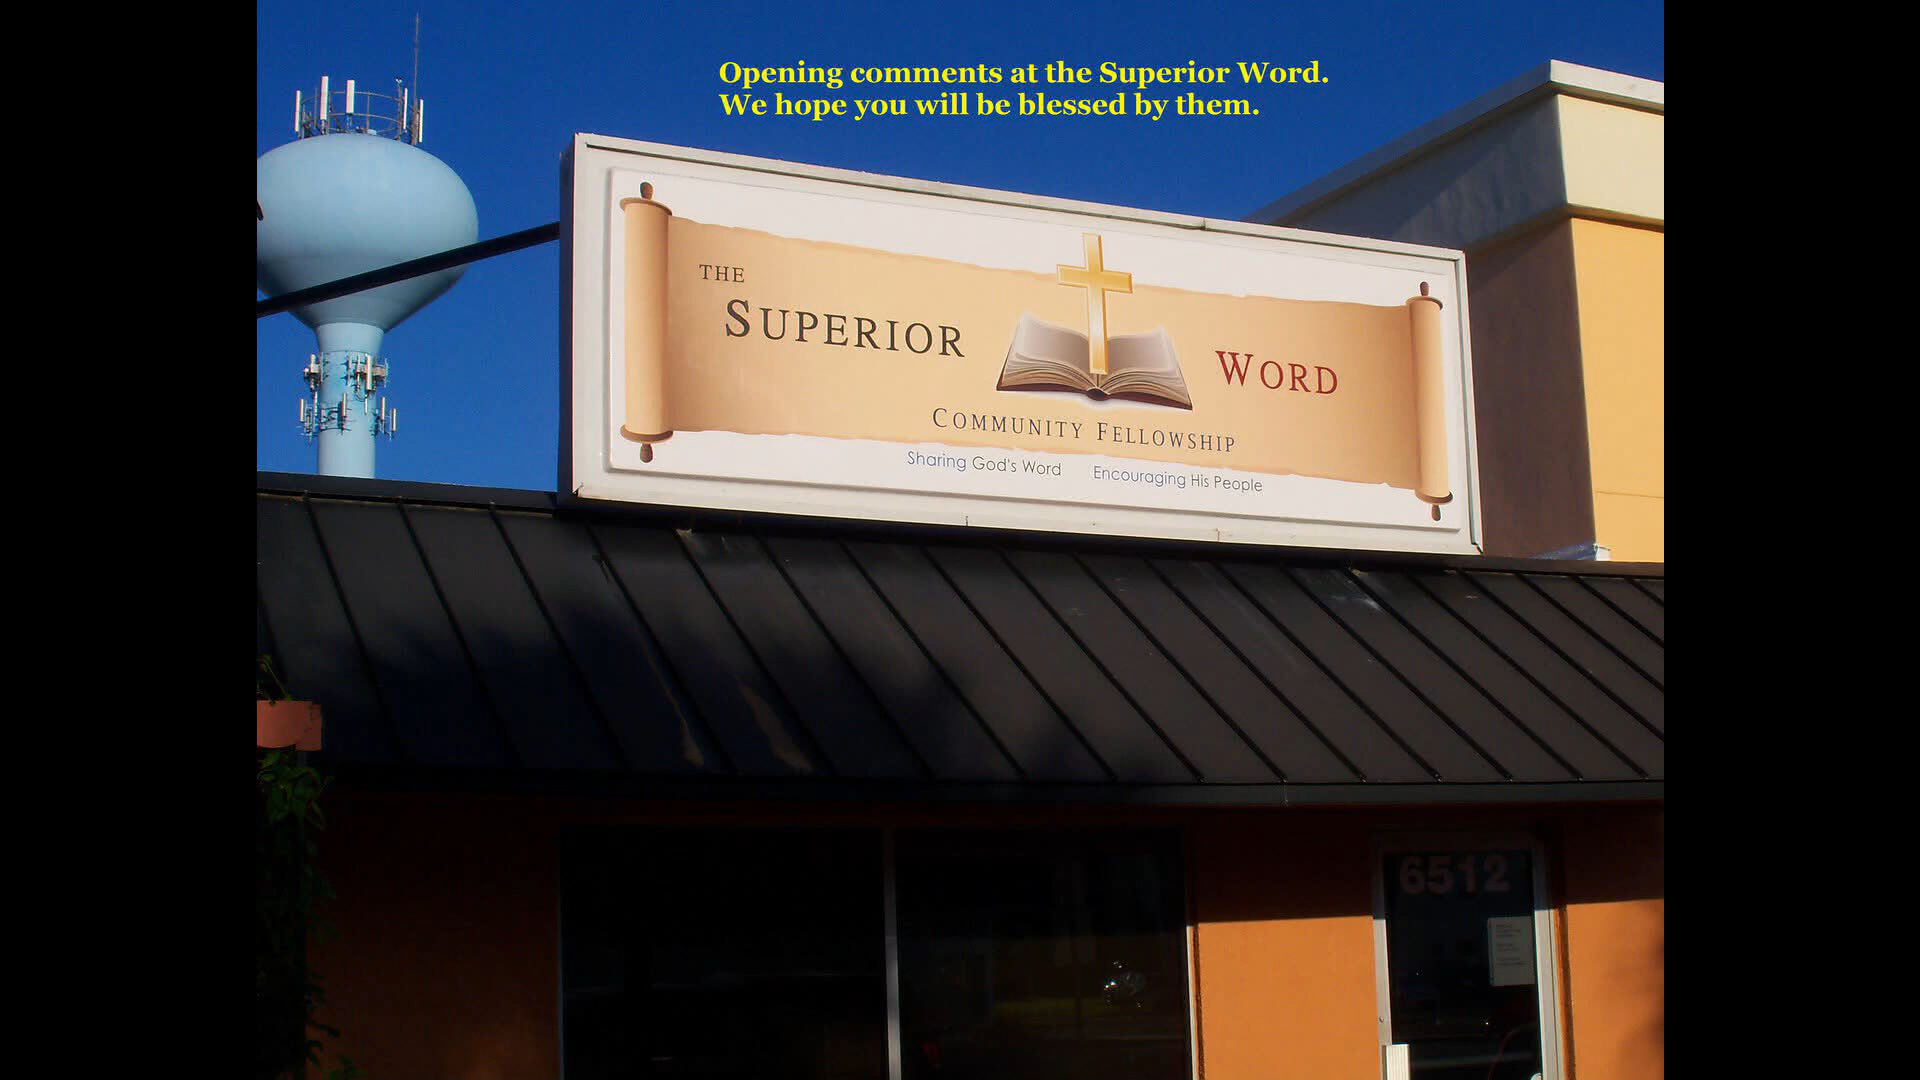 Opening comments at the Superior Word.
We hope you will be blessed by them.
THE
SUPERIOR
WORD
COMMUNITY FELLOWSHIP
Sharing God's Word Encouraging His People
6512